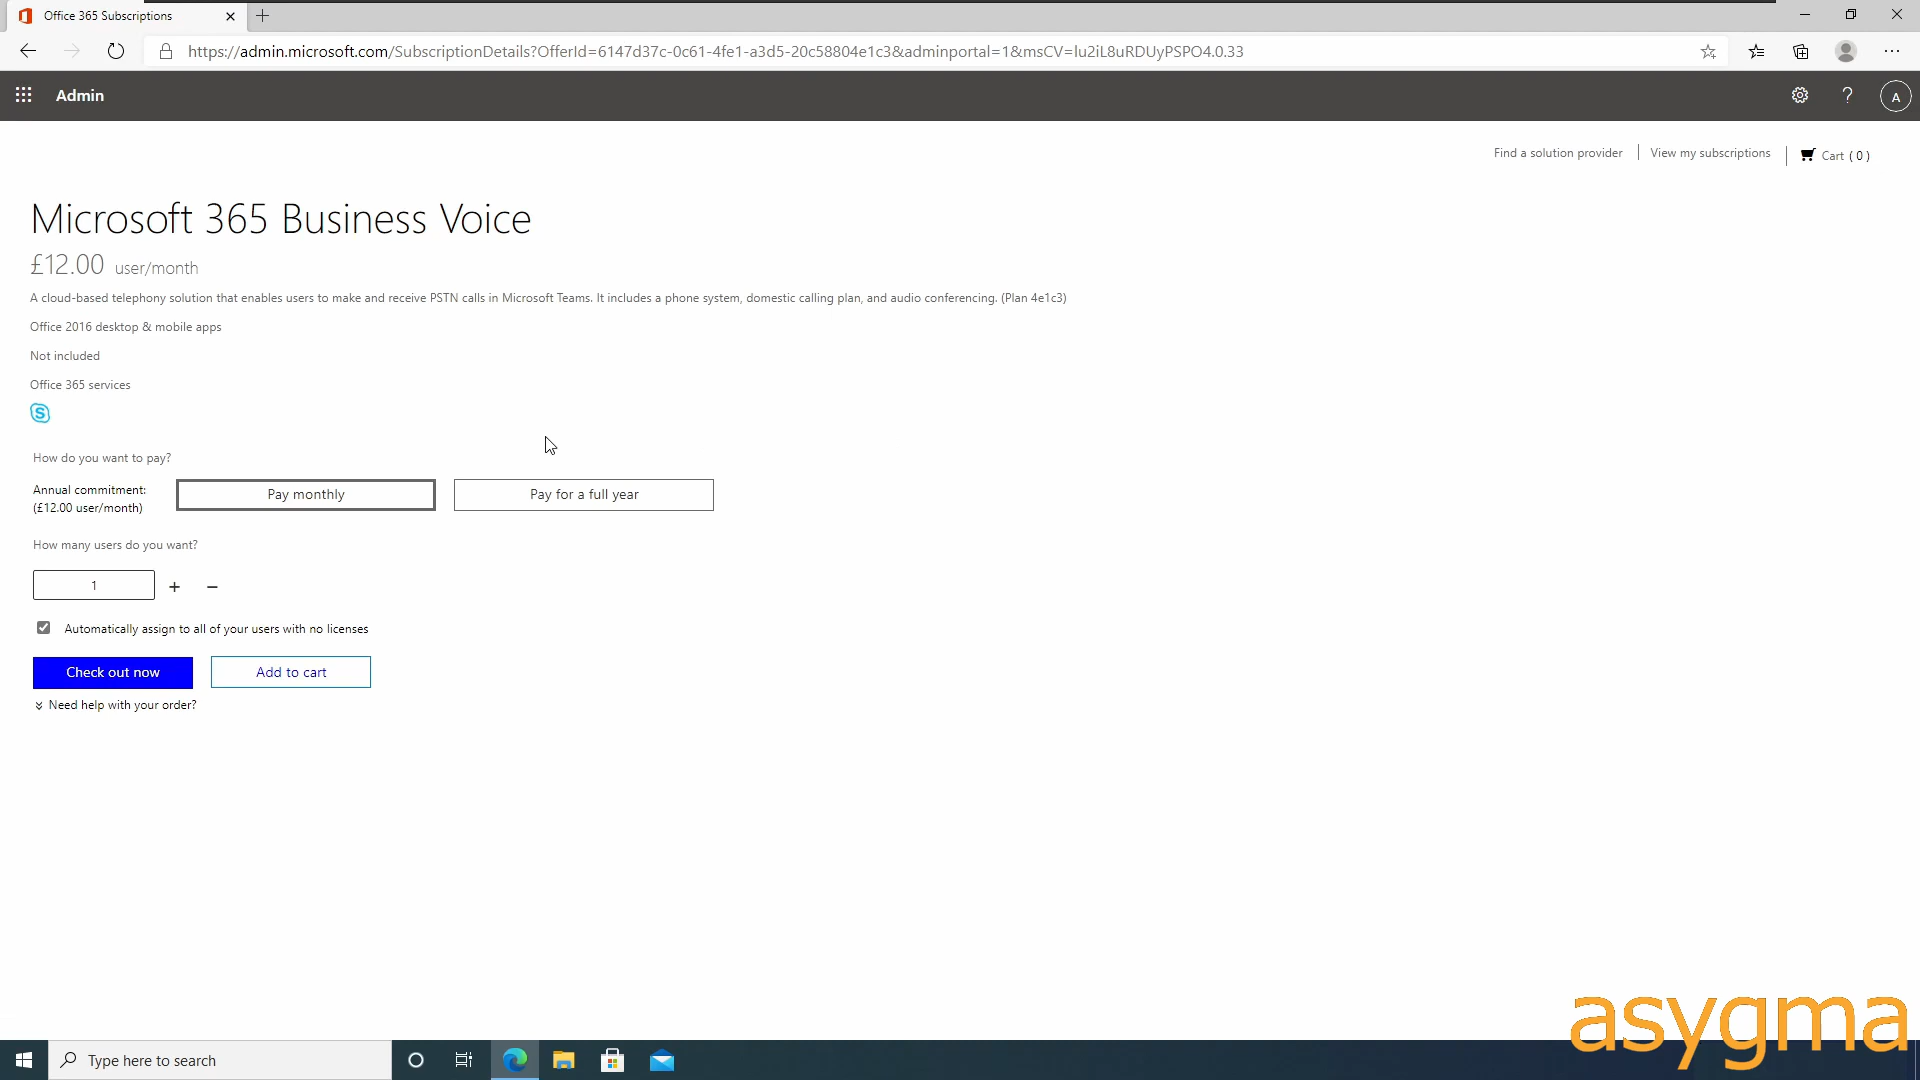 Office 365 Subscriptions
https://admin.microsoft.com/SubscriptionDetails?OfferId=6147d37c-0c61-4fe1-a3d5-20c58804e1c3&adminportal=1&msCV=lu2iL8uRDUyPSPO4.0.33
Admin
?
A
Find a solution provider
View my subscriptions
Cart ( 0 )
Microsoft 365 Business Voice
£12.00 user/month
A cloud-based telephony solution that enables users to make and receive PSTN calls in Microsoft Teams. It includes a phone system, domestic calling plan, and audio conferencing. (Plan 4e1c3)
Office 2016 desktop & mobile apps
Not included
Office 365 services
How do you want to pay?
Annual commitment:
(£12.00 user/month)
Pay monthly
Pay for a full year
How many users do you want?
1 + −
Automatically assign to all of your users with no licenses
Check out now
Add to cart
Need help with your order?
asygma
Type here to search